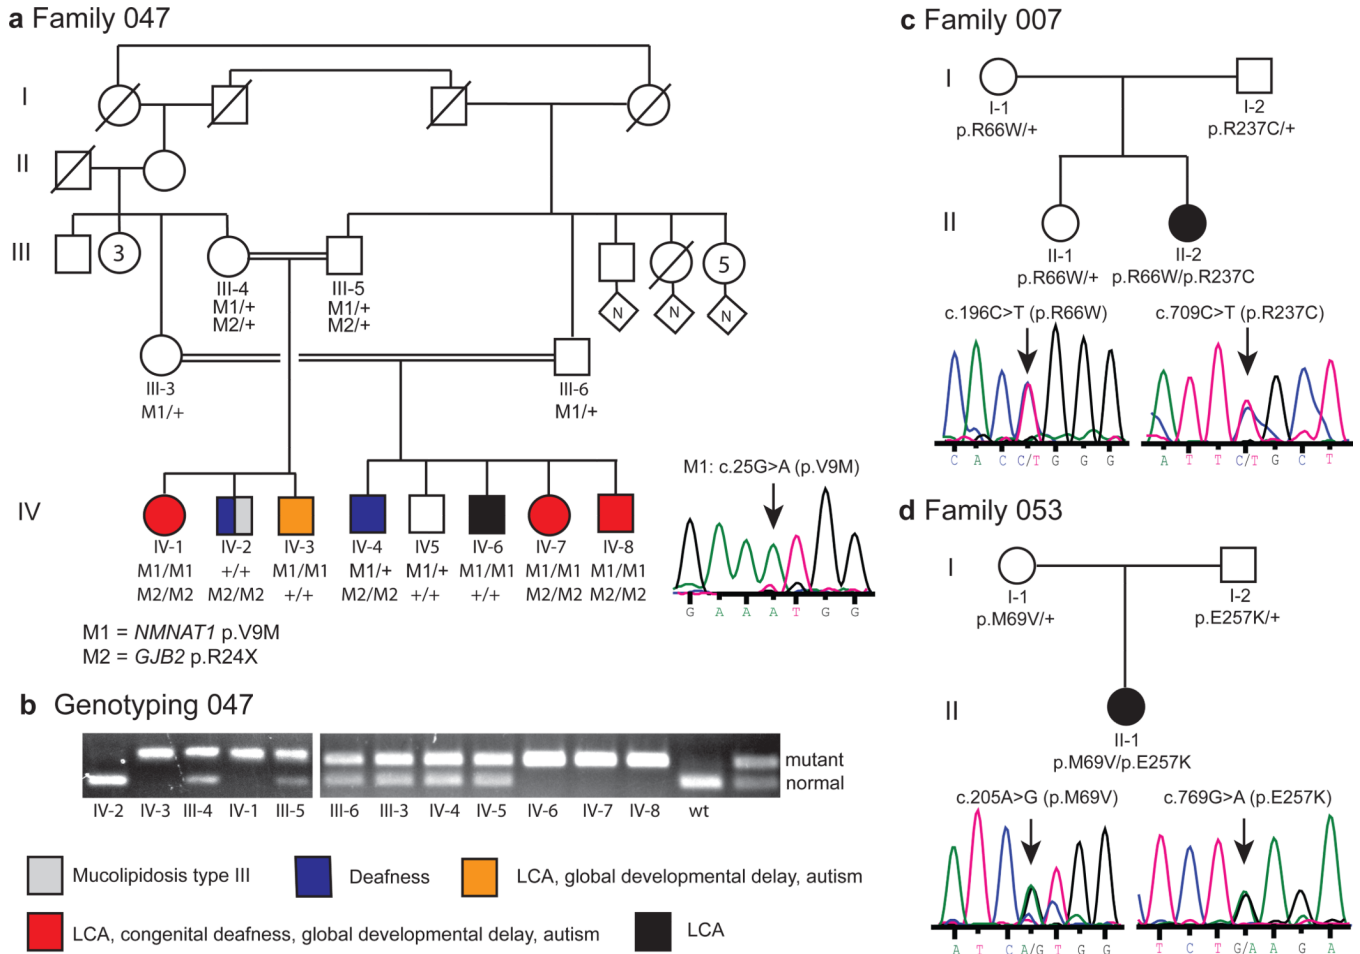 a Family 047
I
II
III
3
III-4
M1/+
M2/+
III-5
M1/+
M2/+
5
N
N
N
III-3
M1/+
III-6
M1/+
IV
IV-1
M1/M1
M2/M2
IV-2
+/+
M2/M2
IV-3
M1/M1
+/+
IV-4
M1/+
M2/M2
IV5
M1/+
+/+
IV-6
M1/M1
+/+
IV-7
M1/M1
M2/M2
IV-8
M1/M1
M2/M2
M1 = NMNAT1 p.V9M
M2 = GJB2 p.R24X
M1: c.25G>A (p.V9M)
G A A A T G G
b Genotyping 047
mutant
normal
IV-2 IV-3 III-4 IV-1 III-5 III-6 III-3 IV-4 IV-5 IV-6 IV-7 IV-8 wt
Mucolipidosis type III
Deafness
LCA, global developmental delay, autism
LCA, congenital deafness, global developmental delay, autism
LCA
c Family 007
I
I-1
p.R66W/+
I-2
p.R237C/+
II
II-1
p.R66W/+
II-2
p.R66W/p.R237C
c.196C>T (p.R66W)
C A C C/T G G G
c.709C>T (p.R237C)
A T T C/T G C T
d Family 053
I
I-1
p.M69V/+
I-2
p.E257K/+
II
II-1
p.M69V/p.E257K
c.205A>G (p.M69V)
A T C A/G T G G
c.769G>A (p.E257K)
T C T G/A A G A